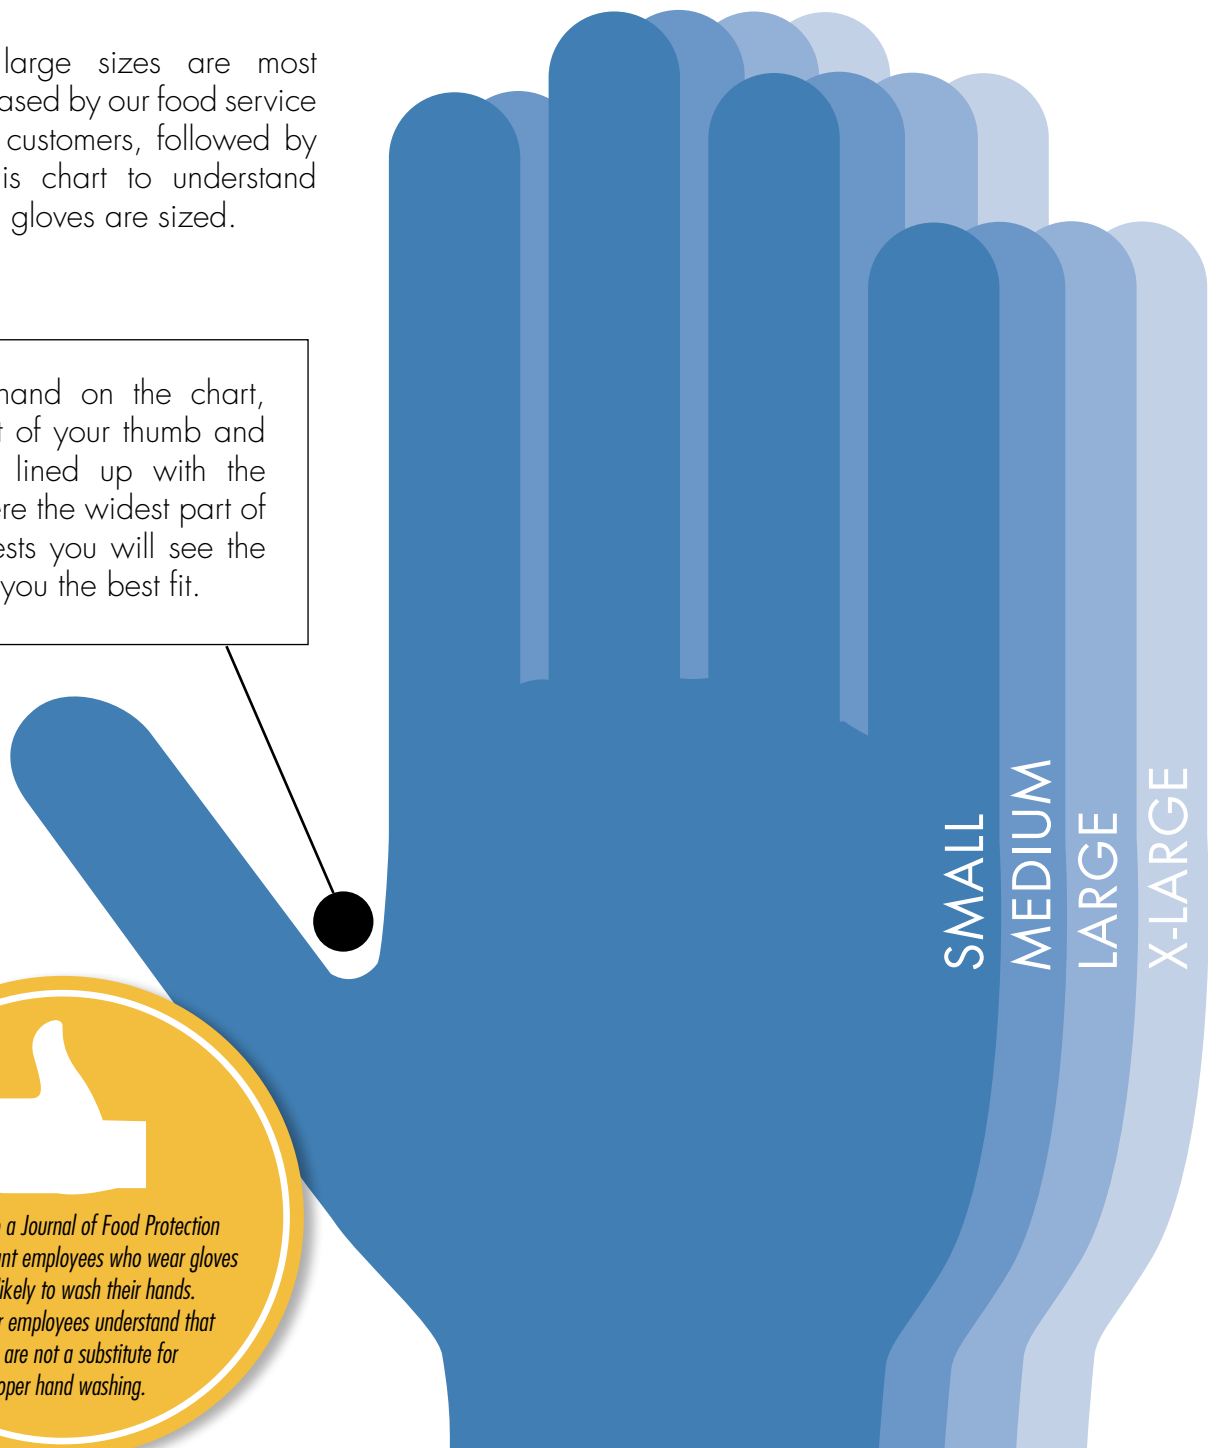 large sizes are most
ased by our food service
customers, followed by
is chart to understand
gloves are sized.
hand on the chart,
of your thumb and
lined up with the
re the widest part of
ests you will see the
you the best fit.
SMALL
MEDIUM
LARGE
X-LARGE
a Journal of Food Protection
nt employees who wear gloves
likely to wash their hands.
employees understand that
are not a substitute for
oper hand washing.